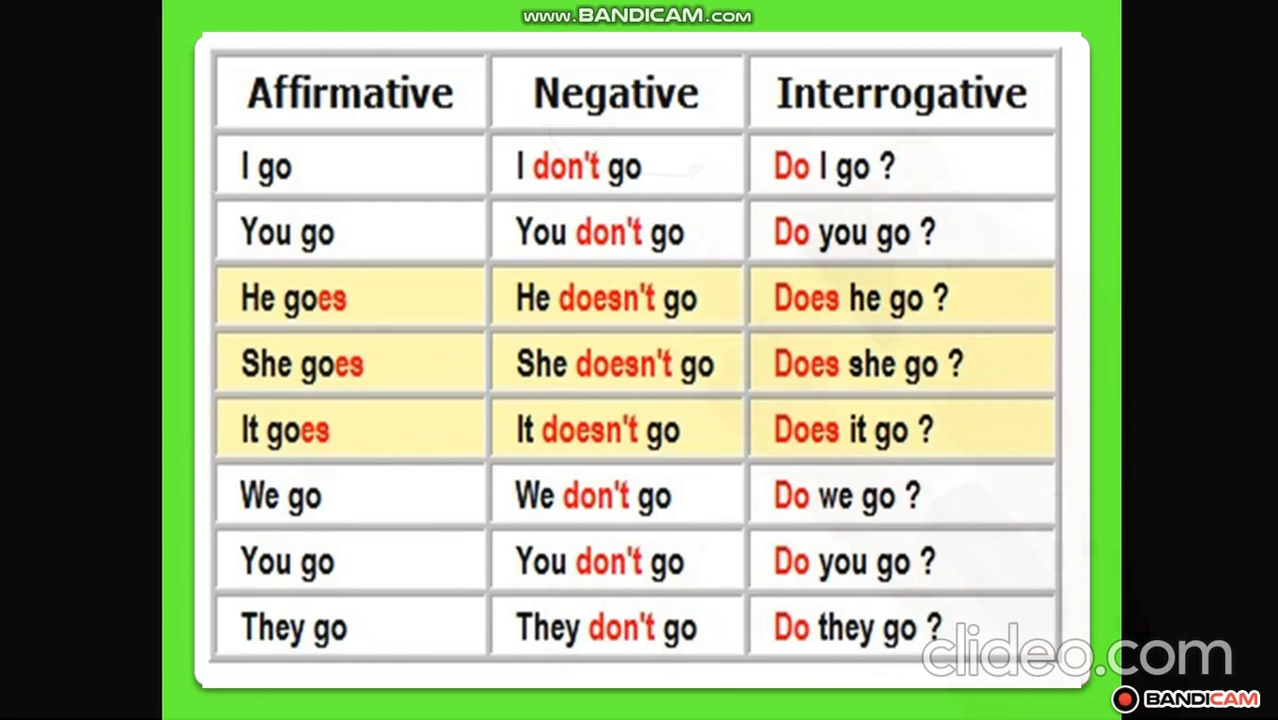 www.BANDICAM.com
Affirmative Negative Interrogative
I go I don't go Do I go ?
You go You don't go Do you go ?
He goes He doesn't go Does he go ?
She goes She doesn't go Does she go ?
It goes It doesn't go Does it go ?
We go We don't go Do we go ?
You go You don't go Do you go ?
They go They don't go Do they go ?
clideo.com
BANDICAM